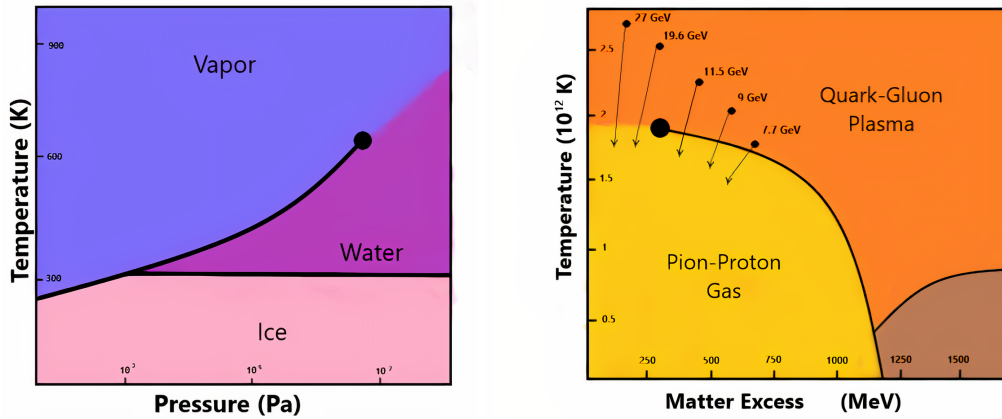 900
Vapor
600
Water
300
Ice
10³
10⁷
Temperature (K)
Pressure (Pa)
27 GeV
19.6 GeV
2.5
11.5 GeV
9 GeV
Quark-Gluon
Plasma
2
7.7 GeV
1.5
Pion-Proton
Gas
1
0.5
250
500
750
1000
1250
1500
Temperature (10¹² K)
Matter Excess (MeV)